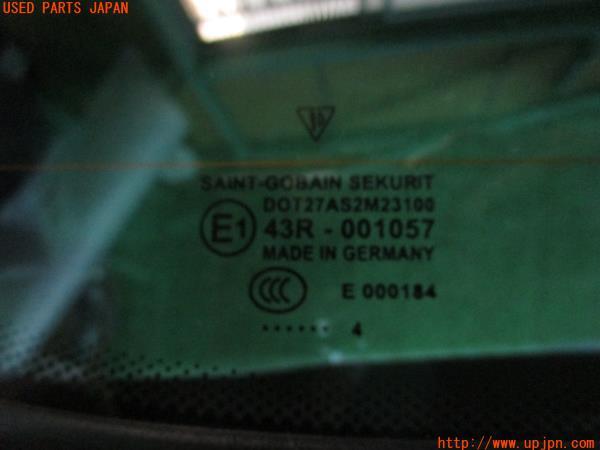 USED PARTS JAPAN
SAINT-GOBAIN SEKURIT
DOT27AS2M23100
E1 43R - 001057
MADE IN GERMANY
CCC E 000184
...... 4
http://www.upjpn.com/